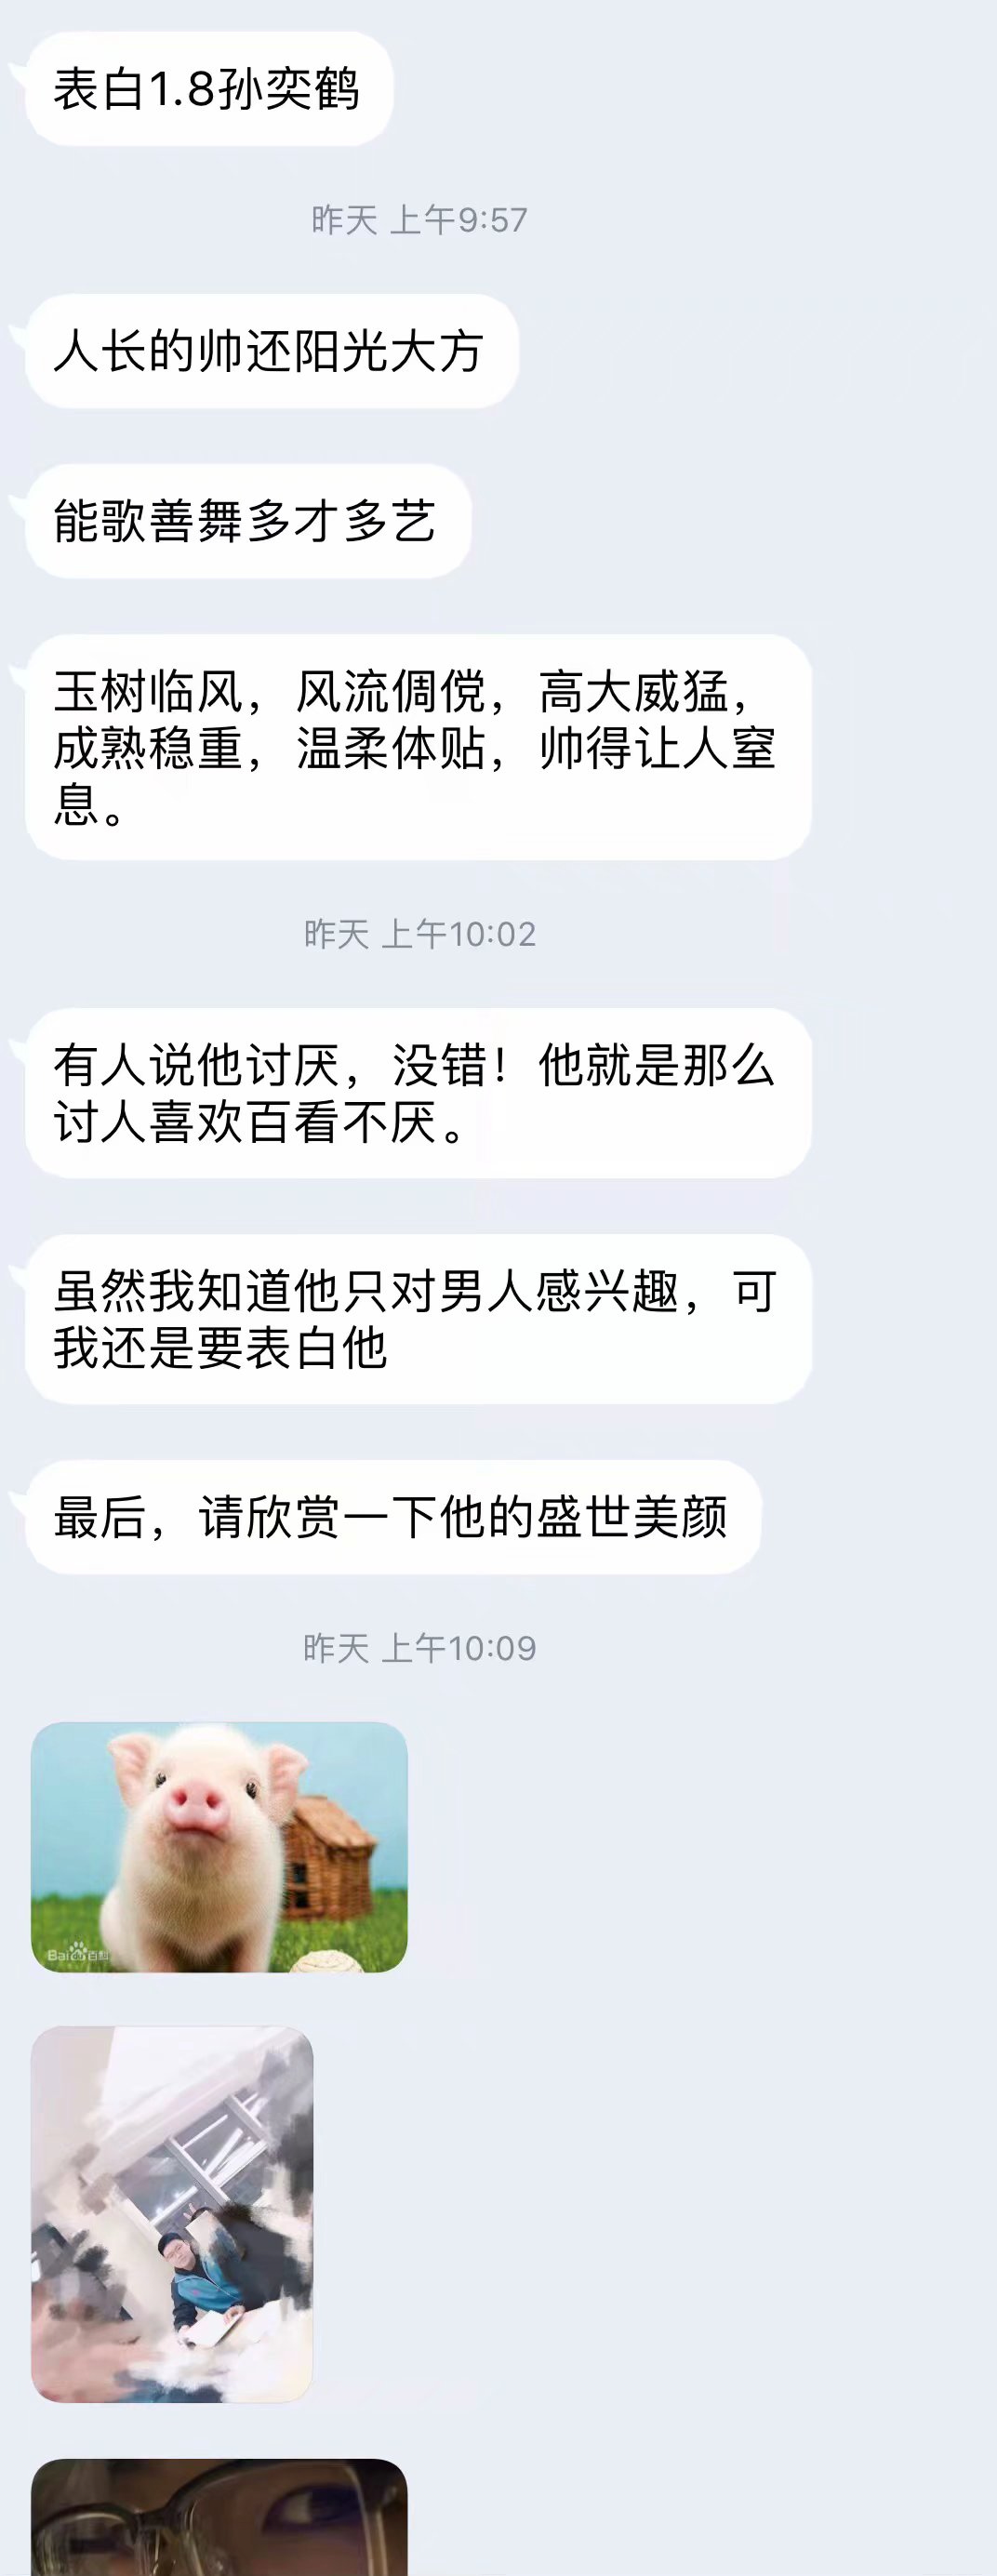 表白1.8孙奕鹤
昨天 上午9:57
人长的帅还阳光大方
能歌善舞多才多艺
玉树临风，风流倜傥，高大威猛，
成熟稳重，温柔体贴，帅得让人窒
息。
昨天 上午10:02
有人说他讨厌，没错！他就是那么
讨人喜欢百看不厌。
虽然我知道他只对男人感兴趣，可
我还是要表白他
最后，请欣赏一下他的盛世美颜
昨天 上午10:09
Bai百科